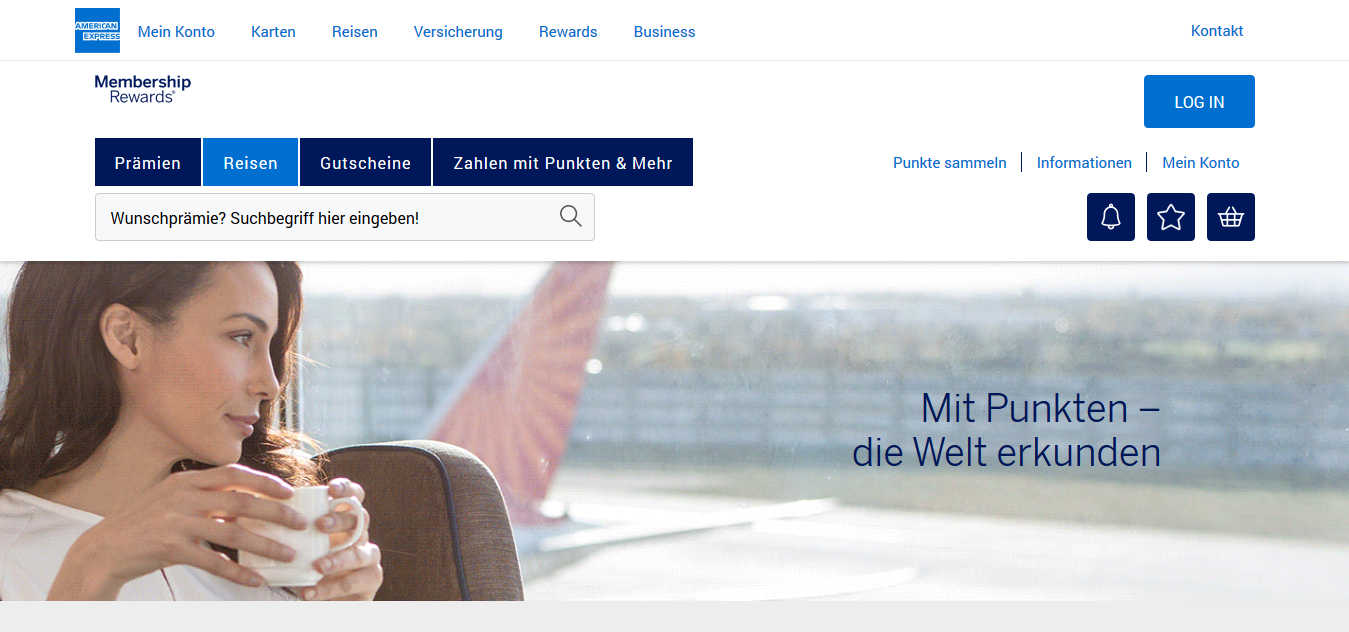 AMERICAN
EXPRESS
Mein Konto
Karten
Reisen
Versicherung
Rewards
Business
Kontakt
Membership
Rewards®
LOG IN
Prämien
Reisen
Gutscheine
Zahlen mit Punkten & Mehr
Punkte sammeln
Informationen
Mein Konto
Wunschprämie? Suchbegriff hier eingeben!
Mit Punkten –
die Welt erkunden